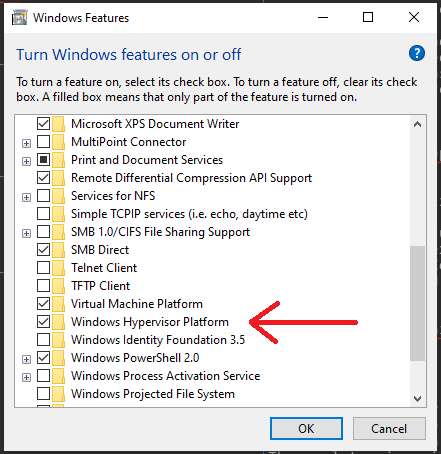 Windows Features
Turn Windows features on or off
?
To turn a feature on, select its check box. To turn a feature off, clear its check
box. A filled box means that only part of the feature is turned on.
Microsoft XPS Document Writer
MultiPoint Connector
Print and Document Services
Remote Differential Compression API Support
Services for NFS
Simple TCPIP services (i.e. echo, daytime etc)
SMB 1.0/CIFS File Sharing Support
SMB Direct
Telnet Client
TFTP Client
Virtual Machine Platform
Windows Hypervisor Platform
Windows Identity Foundation 3.5
Windows PowerShell 2.0
Windows Process Activation Service
Windows Projected File System
OK
Cancel